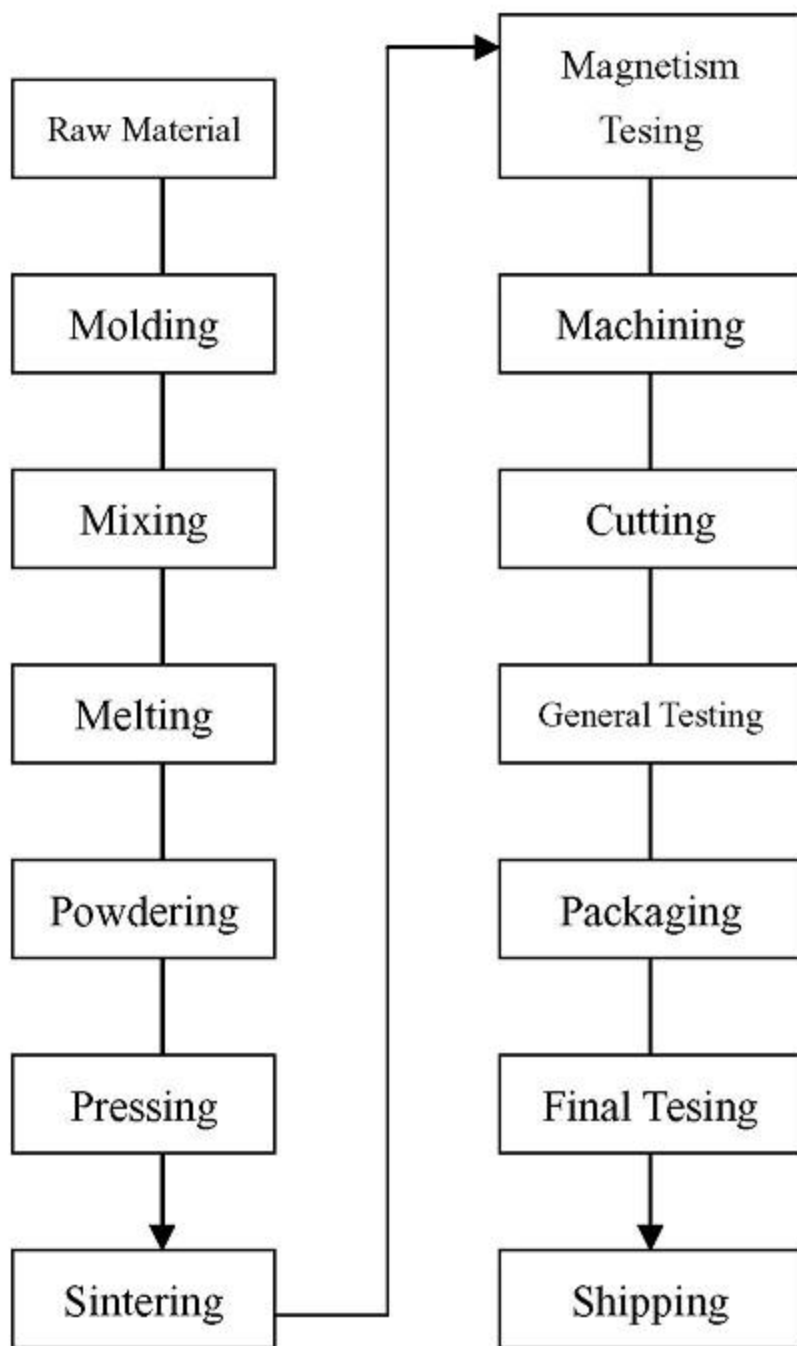 Raw Material
Molding
Mixing
Melting
Powdering
Pressing
Sintering
Magnetism
Tesing
Machining
Cutting
General Testing
Packaging
Final Tesing
Shipping